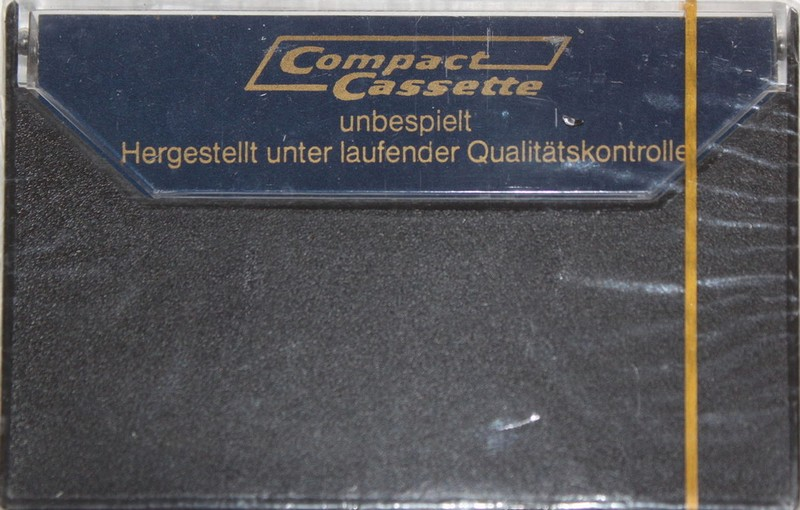 Compact
Cassette
unbespielt
Hergestellt unter laufender Qualitätskontrolle